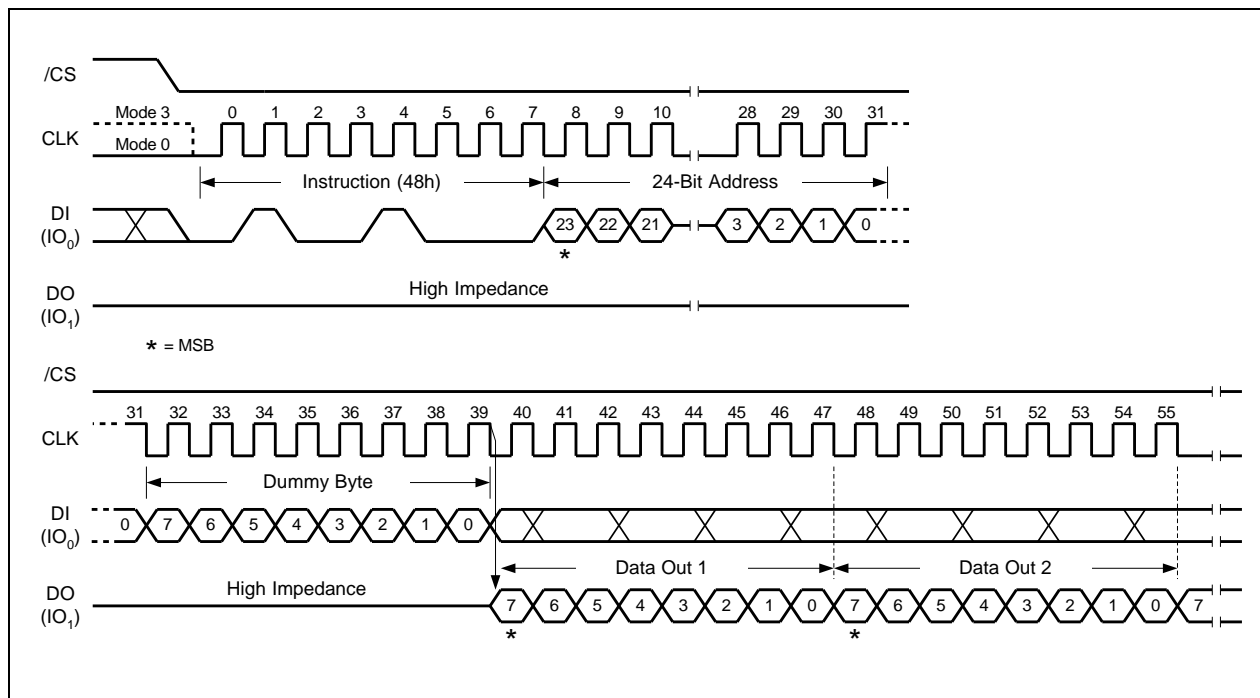 /CS
Mode 3 0 1 2 3 4 5 6 7 8 9 10 28 29 30 31
CLK
Mode 0
Instruction (48h) 24-Bit Address
DI
(IO0) 23 22 21 3 2 1 0
*
High Impedance
DO
(IO1)
* = MSB
/CS
31 32 33 34 35 36 37 38 39 40 41 42 43 44 45 46 47 48 49 50 51 52 53 54 55
CLK
Dummy Byte
DI
(IO0) 0 7 6 5 4 3 2 1 0
Data Out 1 Data Out 2
High Impedance
DO
(IO1) 7 6 5 4 3 2 1 0 7 6 5 4 3 2 1 0 7
* *